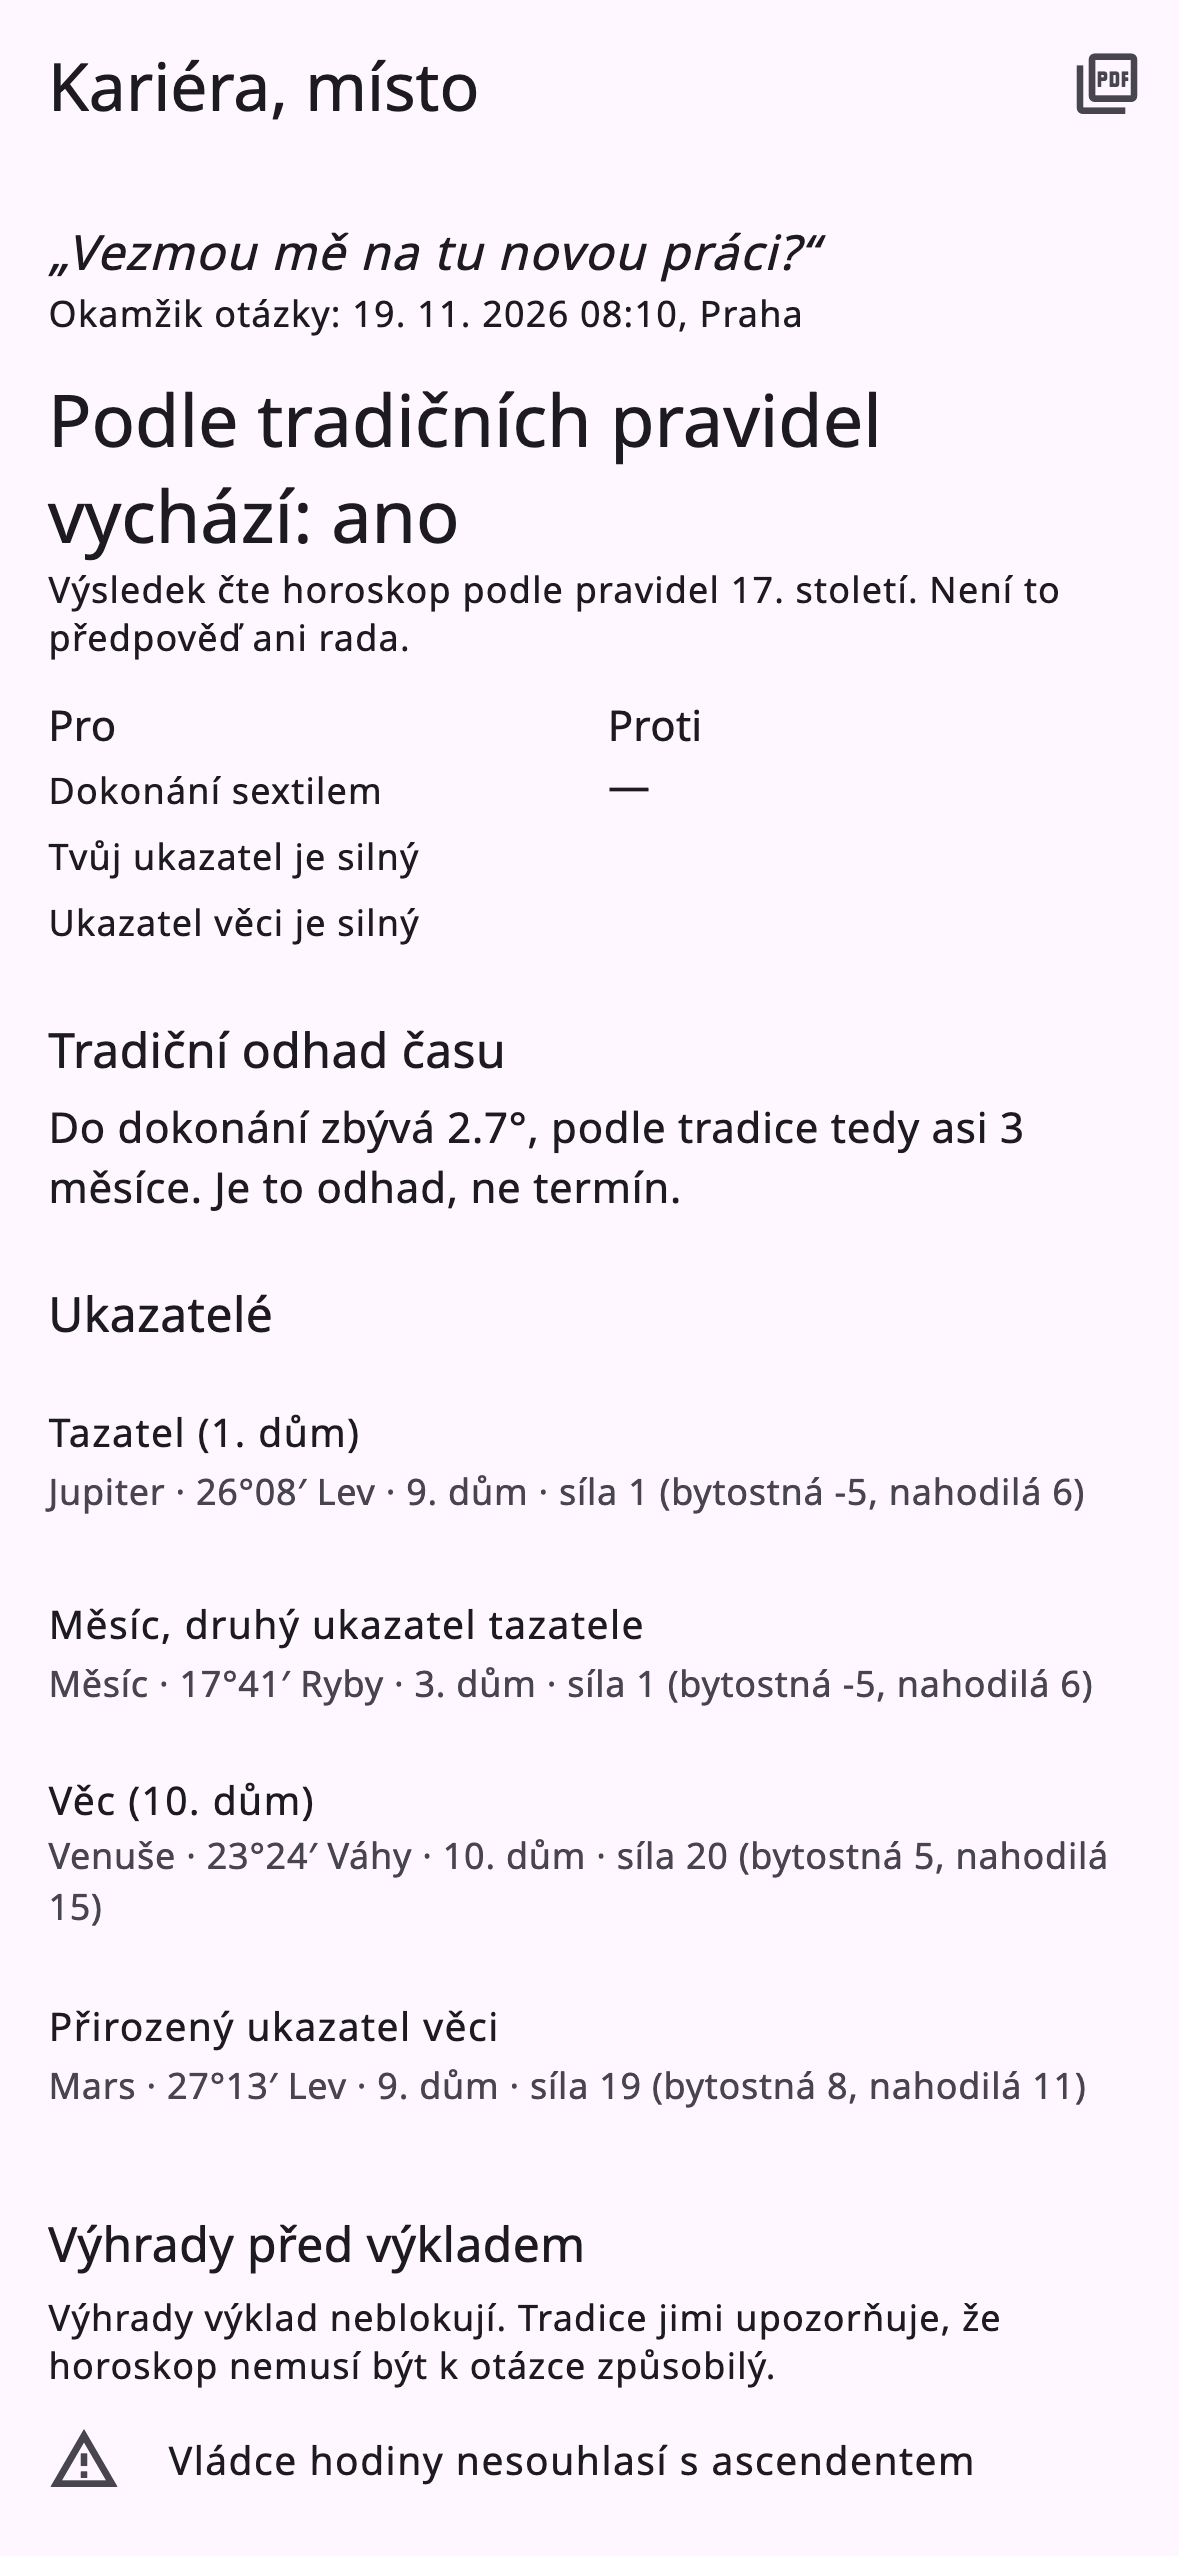 Kariéra, místo
PDF
„Vezmou mě na tu novou práci?“
Okamžik otázky: 19. 11. 2026 08:10, Praha
Podle tradičních pravidel
vychází: ano
Výsledek čte horoskop podle pravidel 17. století. Není to
předpověď ani rada.
Pro
Proti
Dokonání sextilem
—
Tvůj ukazatel je silný
Ukazatel věci je silný
Tradiční odhad času
Do dokonání zbývá 2.7°, podle tradice tedy asi 3
měsíce. Je to odhad, ne termín.
Ukazatelé
Tazatel (1. dům)
Jupiter · 26°08′ Lev · 9. dům · síla 1 (bytostná -5, nahodilá 6)
Měsíc, druhý ukazatel tazatele
Měsíc · 17°41′ Ryby · 3. dům · síla 1 (bytostná -5, nahodilá 6)
Věc (10. dům)
Venuše · 23°24′ Váhy · 10. dům · síla 20 (bytostná 5, nahodilá
15)
Přirozený ukazatel věci
Mars · 27°13′ Lev · 9. dům · síla 19 (bytostná 8, nahodilá 11)
Výhrady před výkladem
Výhrady výklad neblokují. Tradice jimi upozorňuje, že
horoskop nemusí být k otázce způsobilý.
Vládce hodiny nesouhlasí s ascendentem